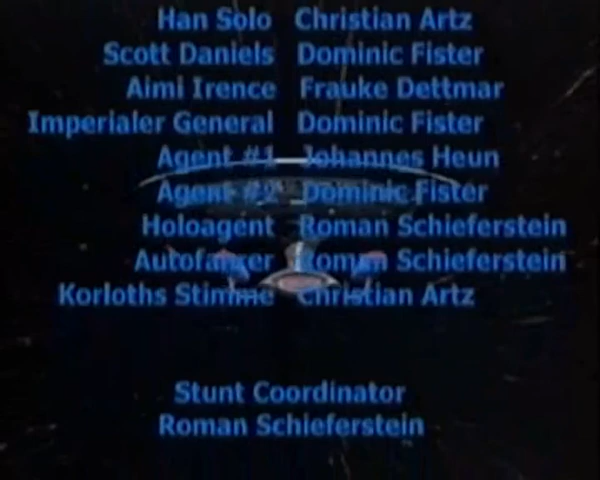 Han Solo Christian Artz
Scott Daniels Dominic Fister
Aimi Irence Frauke Dettmar
Imperialer General Dominic Fister
Agent #1 Johannes Heun
Agent #2 Dominic Fister
Holoagent Roman Schieferstein
Autofahrer Roman Schieferstein
Korloths Stimme Christian Artz
Stunt Coordinator
Roman Schieferstein